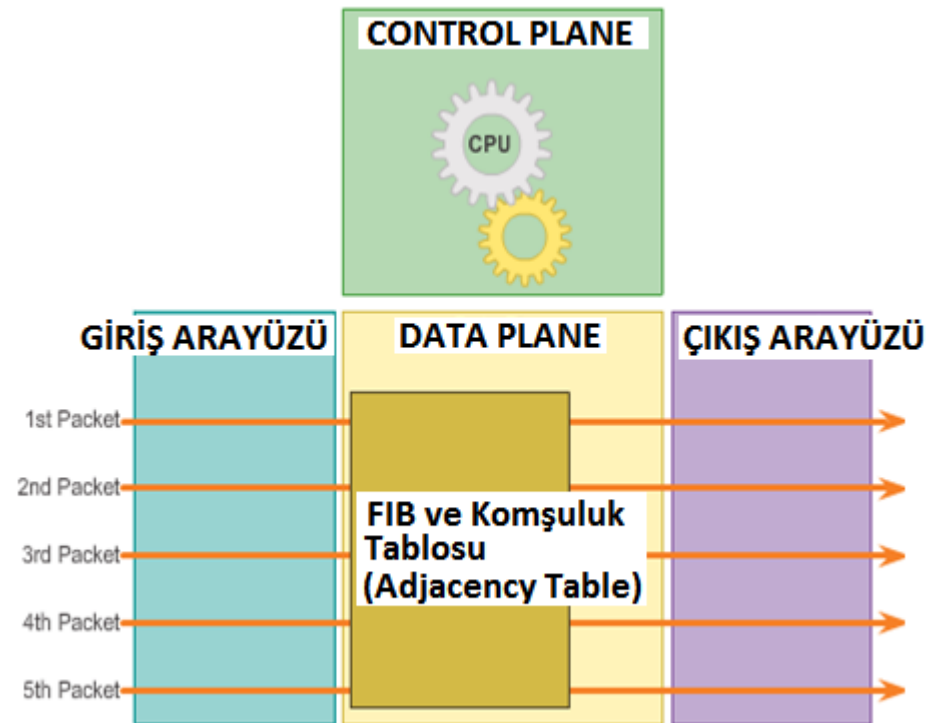 CONTROL PLANE
CPU
GİRİŞ ARAYÜZÜ
DATA PLANE
ÇIKIŞ ARAYÜZÜ
1st Packet
2nd Packet
3rd Packet
4th Packet
5th Packet
FIB ve Komşuluk
Tablosu
(Adjacency Table)